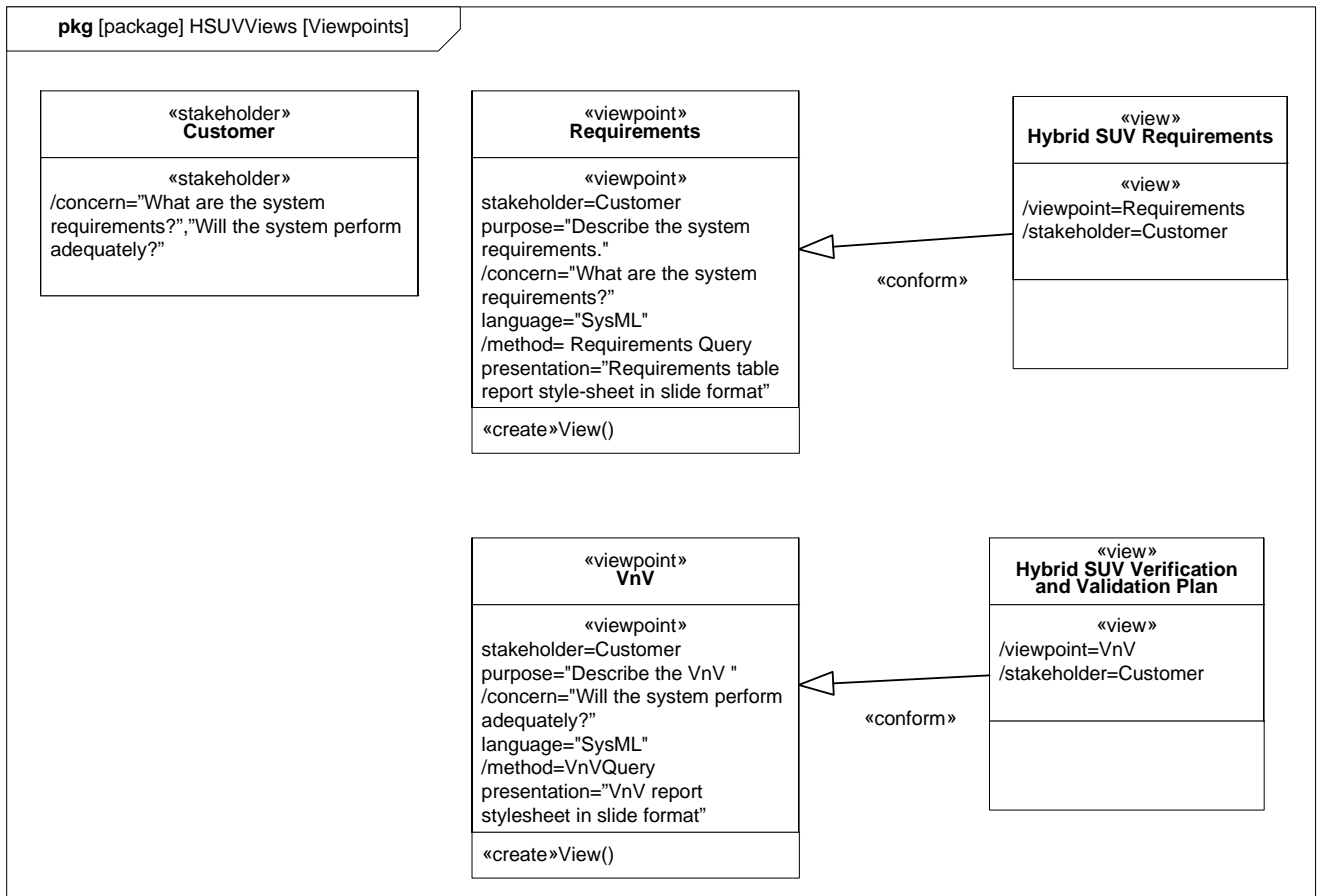 pkg [package] HSUVViews [Viewpoints]
«stakeholder»
Customer
«stakeholder»
/concern=”What are the system
requirements?”,”Will the system perform
adequately?”
«viewpoint»
Requirements
«viewpoint»
stakeholder=Customer
purpose="Describe the system
requirements."
/concern="What are the system
requirements?”
language="SysML"
/method= Requirements Query
presentation=”Requirements table
report style-sheet in slide format”
«create»View()
«conform»
«view»
Hybrid SUV Requirements
«view»
/viewpoint=Requirements
/stakeholder=Customer
«viewpoint»
VnV
«viewpoint»
stakeholder=Customer
purpose="Describe the VnV "
/concern="Will the system perform
adequately?”
language="SysML"
/method=VnVQuery
presentation=”VnV report
stylesheet in slide format”
«create»View()
«conform»
«view»
Hybrid SUV Verification
and Validation Plan
«view»
/viewpoint=VnV
/stakeholder=Customer